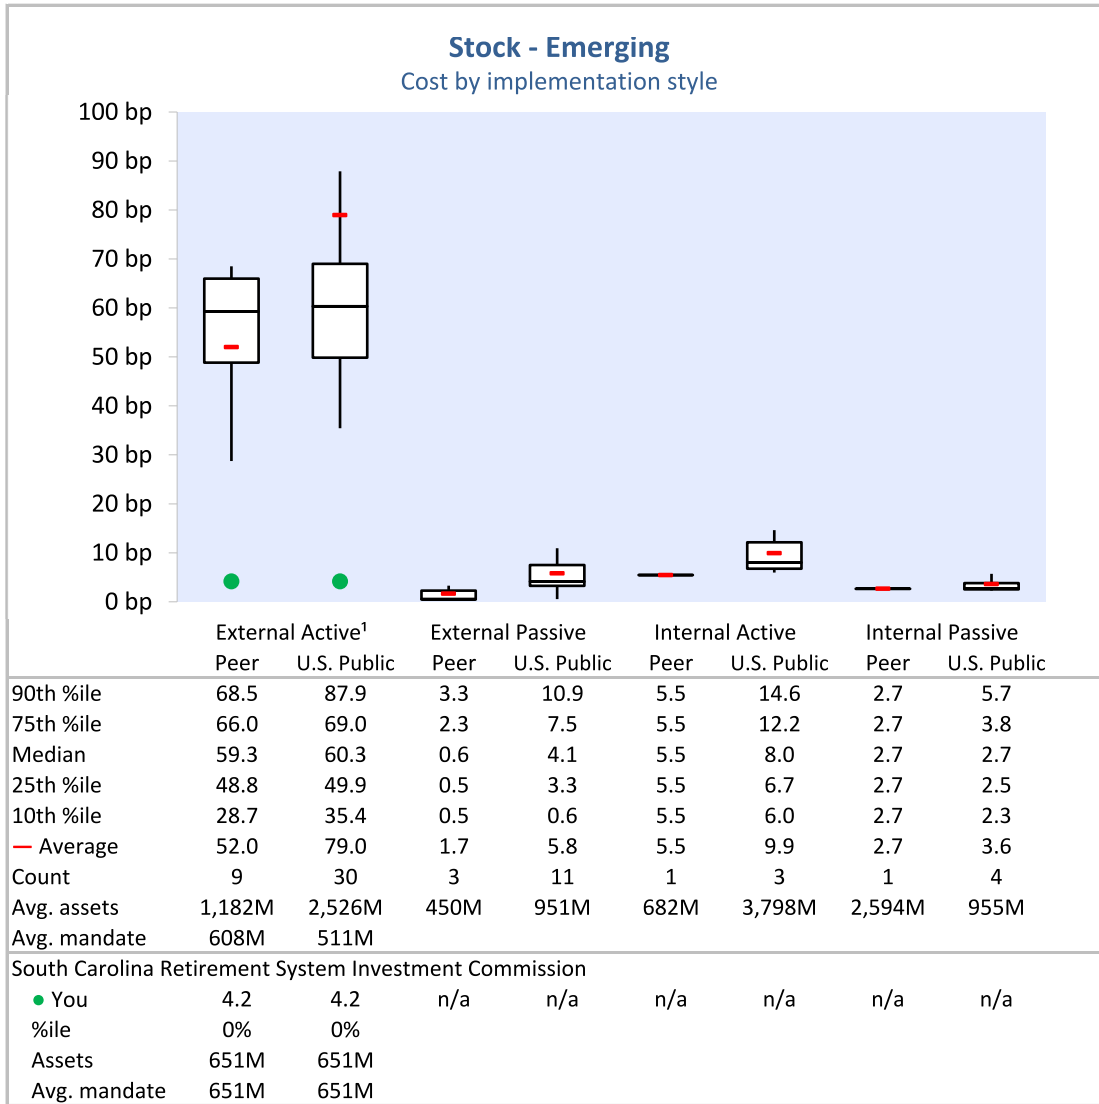 Stock - Emerging
Cost by implementation style
100 bp
90 bp
80 bp
70 bp
60 bp
50 bp
40 bp
30 bp
20 bp
10 bp
0 bp
External Active¹ External Passive Internal Active Internal Passive
Peer U.S. Public Peer U.S. Public Peer U.S. Public Peer U.S. Public
90th %ile 68.5 87.9 3.3 10.9 5.5 14.6 2.7 5.7
75th %ile 66.0 69.0 2.3 7.5 5.5 12.2 2.7 3.8
Median 59.3 60.3 0.6 4.1 5.5 8.0 2.7 2.7
25th %ile 48.8 49.9 0.5 3.3 5.5 6.7 2.7 2.5
10th %ile 28.7 35.4 0.5 0.6 5.5 6.0 2.7 2.3
Average 52.0 79.0 1.7 5.8 5.5 9.9 2.7 3.6
Count 9 30 3 11 1 3 1 4
Avg. assets 1,182M 2,526M 450M 951M 682M 3,798M 2,594M 955M
Avg. mandate 608M 511M
South Carolina Retirement System Investment Commission
You 4.2 4.2 n/a n/a n/a n/a n/a n/a
%ile 0% 0%
Assets 651M 651M
Avg. mandate 651M 651M